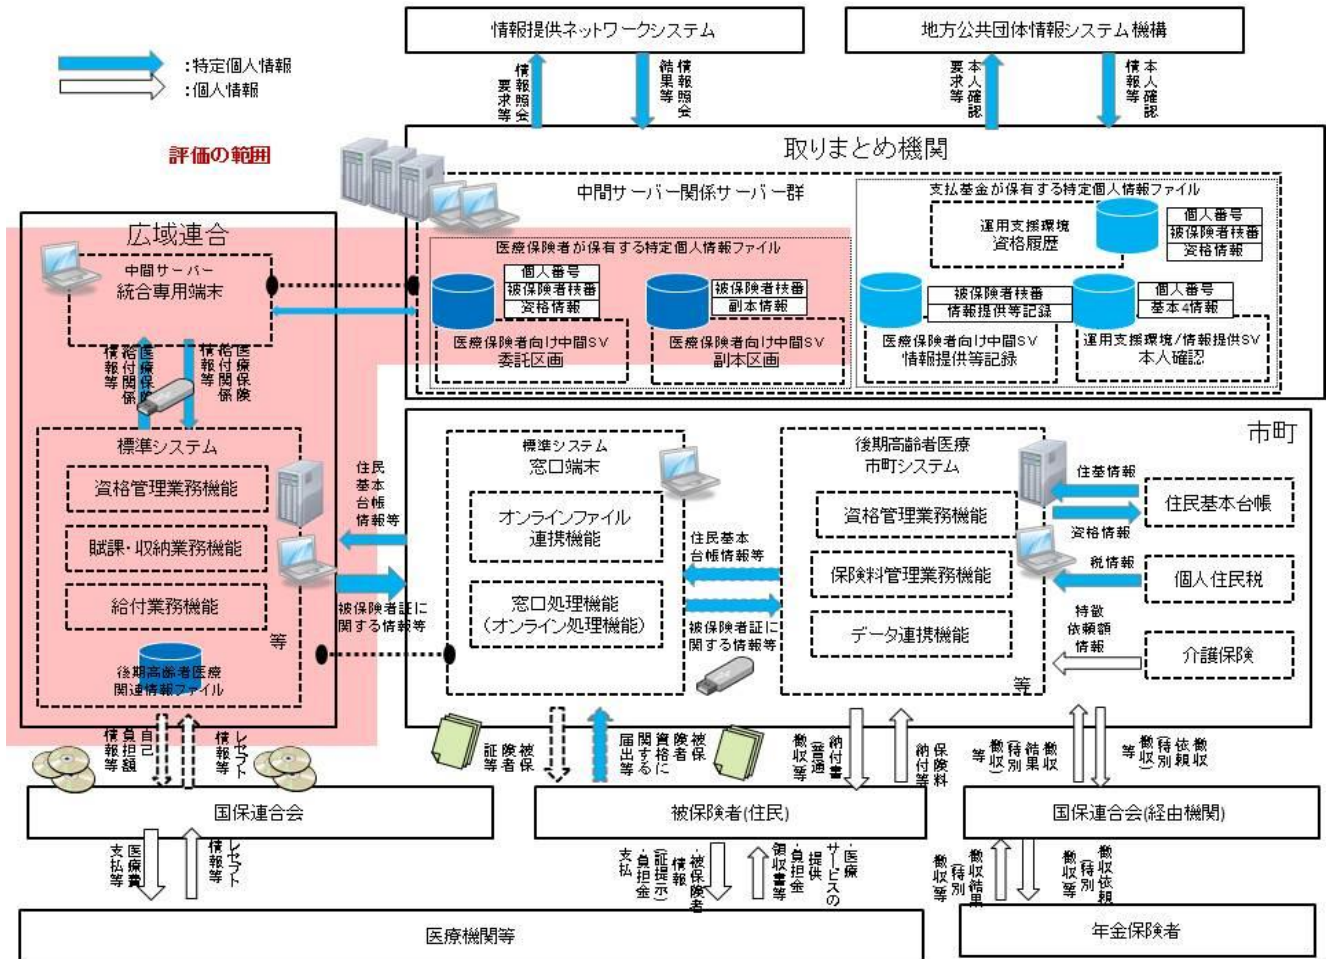 情報提供ネットワークシステム
地方公共団体情報システム機構
:特定個人情報
:個人情報
情報照会
要求等
情報照会
結果等
本人確認
要求等
本人確認
情報等
評価の範囲
取りまとめ機関
中間サーバー関係サーバー群
支払基金が保有する特定個人情報ファイル
運用支援環境
資格履歴
個人番号
被保険者枝番
資格情報
医療保険者が保有する特定個人情報ファイル
個人番号
被保険者枝番
資格情報
医療保険者向け中間SV
委託区画
被保険者枝番
副本情報
医療保険者向け中間SV
副本区画
被保険者枝番
情報提供等記録
医療保険者向け中間SV
情報提供等記録
個人番号
基本4情報
運用支援環境/情報提供SV
本人確認
広域連合
中間サーバー
統合専用端末
医療保険
給付関係
情報等
医療保険
給付関係
情報等
標準システム
資格管理業務機能
賦課・収納業務機能
給付業務機能
等
後期高齢者医療
関連情報ファイル
住民
基本
台帳
情報等
被保険者証に
関する情報等
市町
標準システム
窓口端末
オンラインファイル
連携機能
窓口処理機能
(オンライン処理機能)
住民基本
台帳情報等
被保険者証に
関する情報等
後期高齢者医療
市町システム
資格管理業務機能
保険料管理業務機能
データ連携機能
等
住基情報
資格情報
税情報
特徴
依頼額
情報
住民基本台帳
個人住民税
介護保険
自己
負担額
情報等
レセプト
情報等
被保
険者
証等
被保
険者
資格に
関する
届出等
納付書
(普通
徴収)等
保険料
納付等
徴収
結果
(特別
徴収)等
徴収
依頼
(特別
徴収)等
国保連合会
被保険者(住民)
国保連合会(経由機関)
医療費
支払等
レセプト
情報等
・被保険者
情報
(証提示)
・負担金
支払
・医療
サービスの
提供
・負担金
領収書等
徴収結果
(特別
徴収)等
徴収依頼
(特別
徴収)等
医療機関等
年金保険者